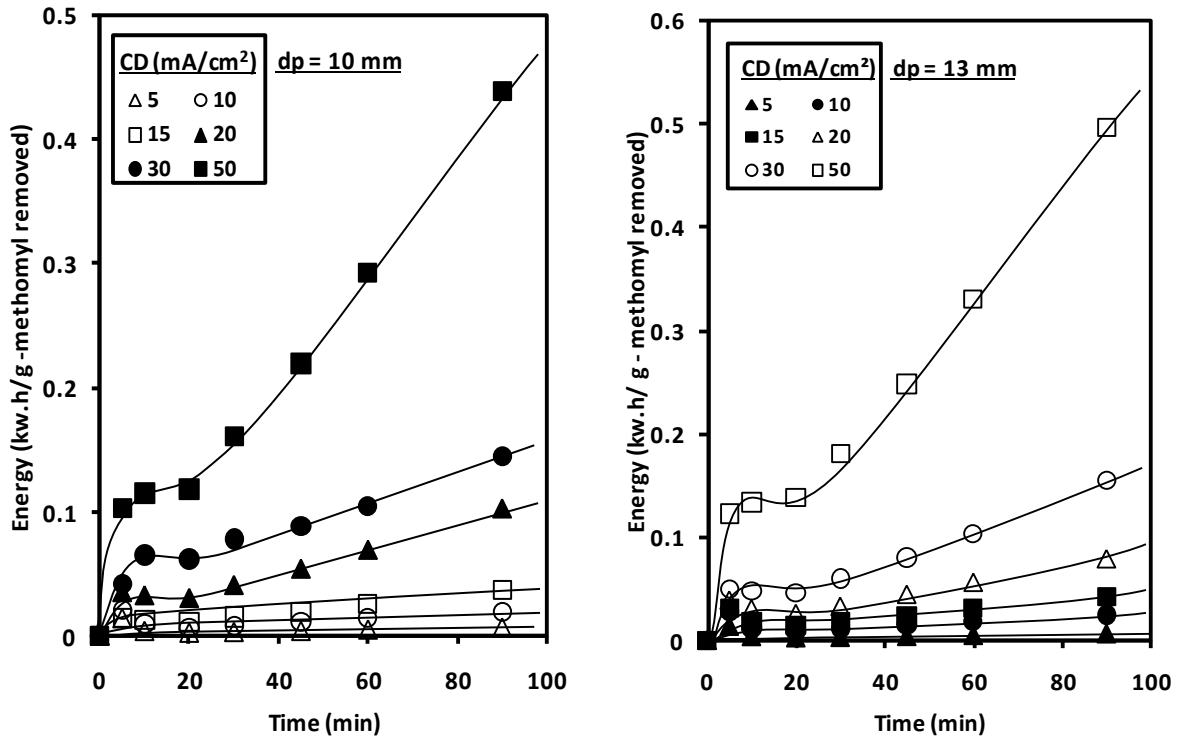 0.5
0.4
0.3
0.2
0.1
0
Energy (kw.h/g -methomyl removed)
CD (mA/cm²) dp = 10 mm
5 10
15 20
30 50
0 20 40 60 80 100
Time (min)
0.6
0.5
0.4
0.3
0.2
0.1
0
Energy (kw.h/ g - methomyl removed)
CD (mA/cm²) dp = 13 mm
5 10
15 20
30 50
0 20 40 60 80 100
Time (min)